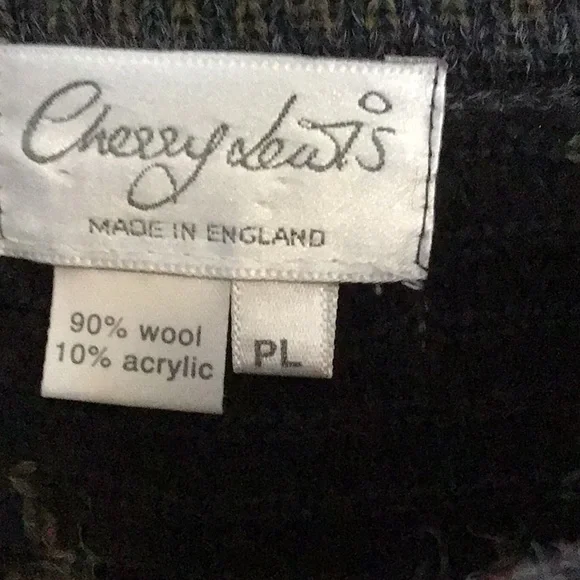 Cherry Lewis
MADE IN ENGLAND
90% wool
10% acrylic
PL